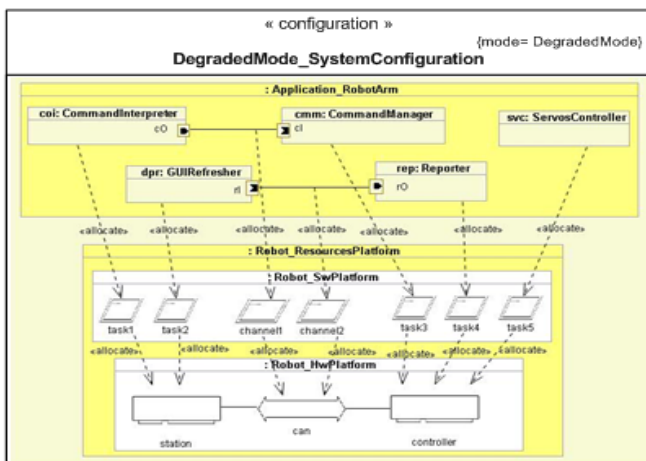 « configuration »
{mode= DegradedMode}
DegradedMode_SystemConfiguration
: Application_RobotArm
coi: CommandInterpreter
cO
cmm: CommandManager
cI
svc: ServosController
dpr: GUIRefresher
rI
rep: Reporter
rO
«allocate» «allocate» «allocate» «allocate» «allocate» «allocate» «allocate»
: Robot_ResourcesPlatform
: Robot_SwPlatform
task1 task2 channel1 channel2 task3 task4 task5
«allocate» «allocate» «allocate» «allocate» «allocate» «allocate» «allocate»
: Robot_HwPlatform
station can controller